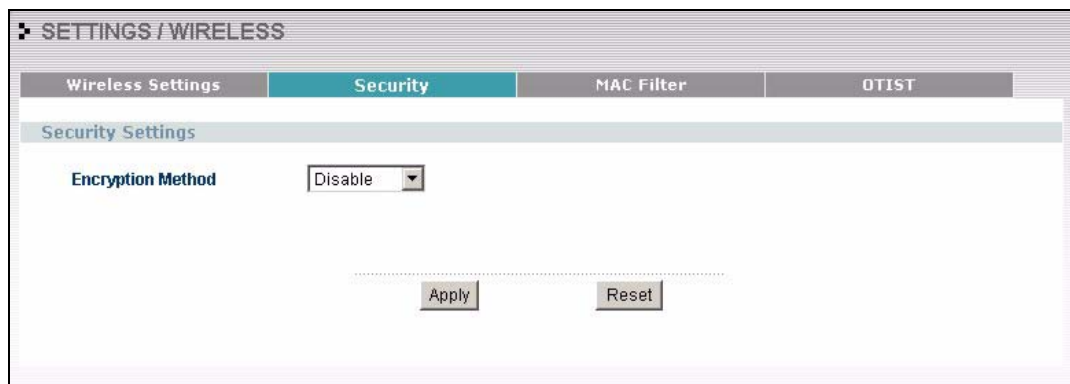 SETTINGS / WIRELESS
Wireless Settings Security MAC Filter OTIST
Security Settings
Encryption Method Disable
Apply Reset